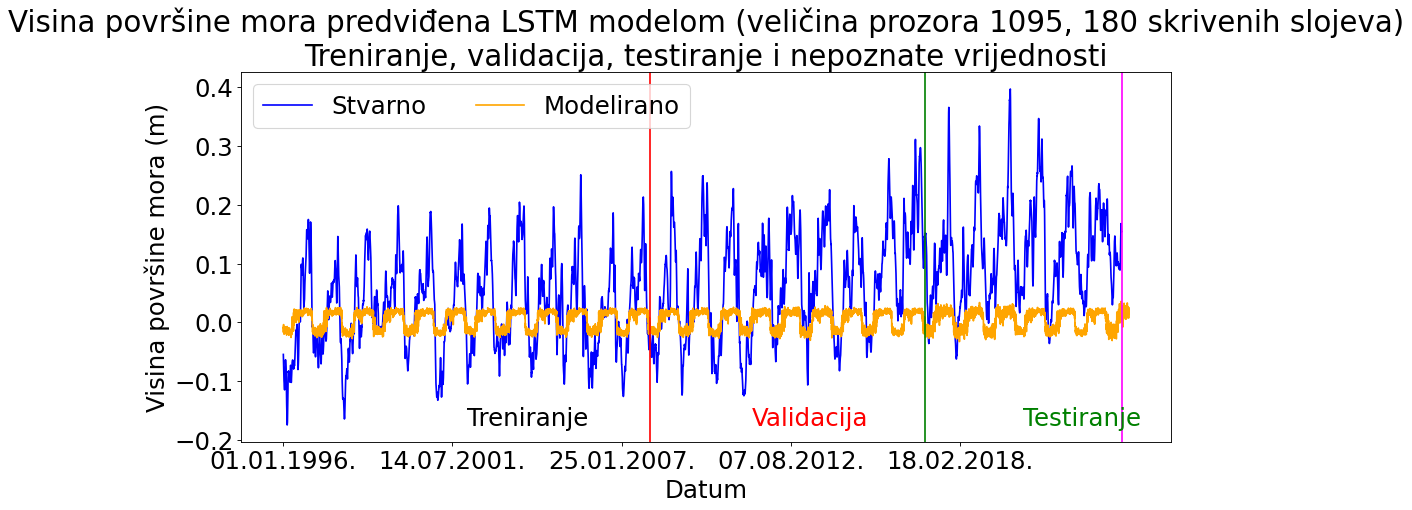 Visina površine mora predviđena LSTM modelom (veličina prozora 1095, 180 skrivenih slojeva)
Treniranje, validacija, testiranje i nepoznate vrijednosti
Stvarno Modelirano
Visina površine mora (m)
0.4
0.3
0.2
0.1
0.0
−0.1
−0.2
Treniranje Validacija Testiranje
01.01.1996. 14.07.2001. 25.01.2007. 07.08.2012. 18.02.2018.
Datum